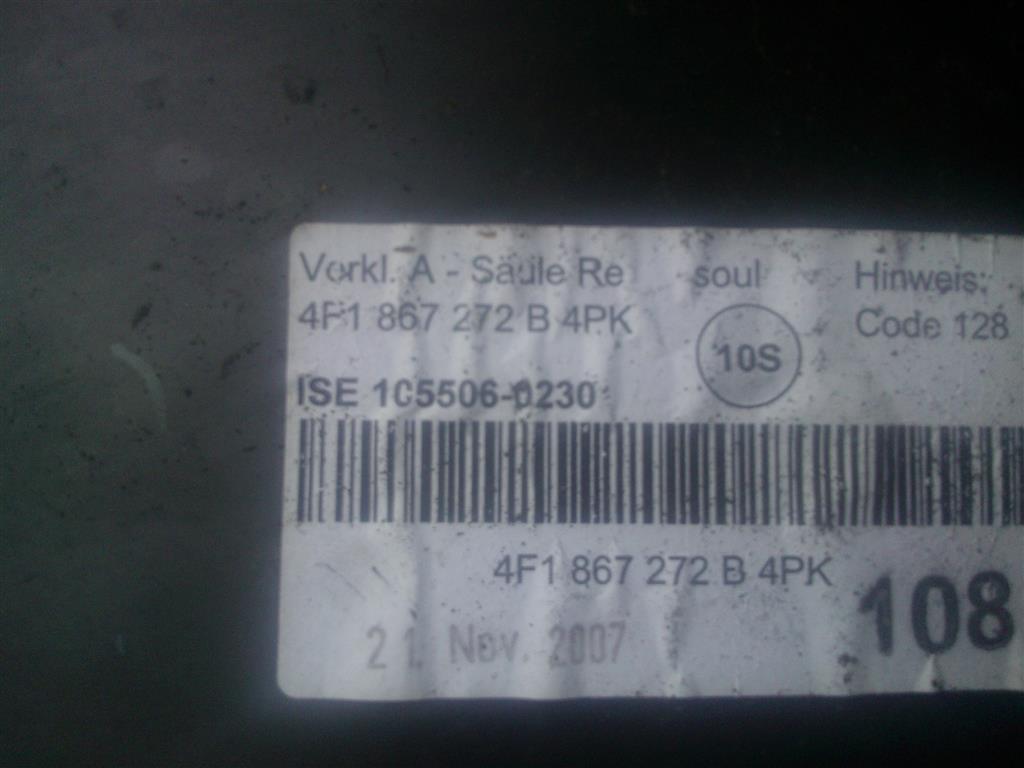 Verkl. A - Säule Re soul Hinweis:
4F1 867 272 B 4PK Code 128
10S
ISE 105506-0230
4F1 867 272 B 4PK
108
21. Nov. 2007